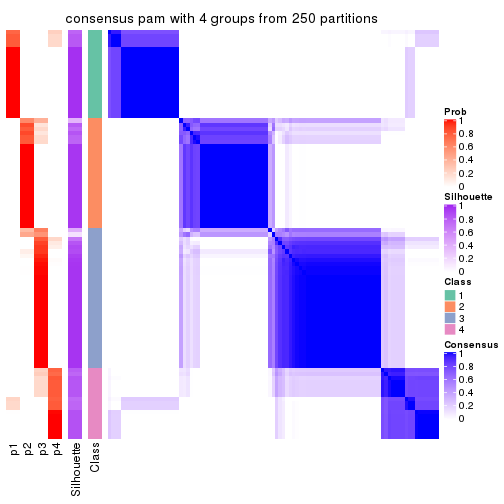 consensus pam with 4 groups from 250 partitions
Prob
1
0.8
0.6
0.4
0.2
0
Silhouette
1
0.8
0.6
0.4
0.2
0
Class
1
2
3
4
Consensus
1
0.8
0.6
0.4
0.2
0
p1
p2
p3
p4
Silhouette
Class